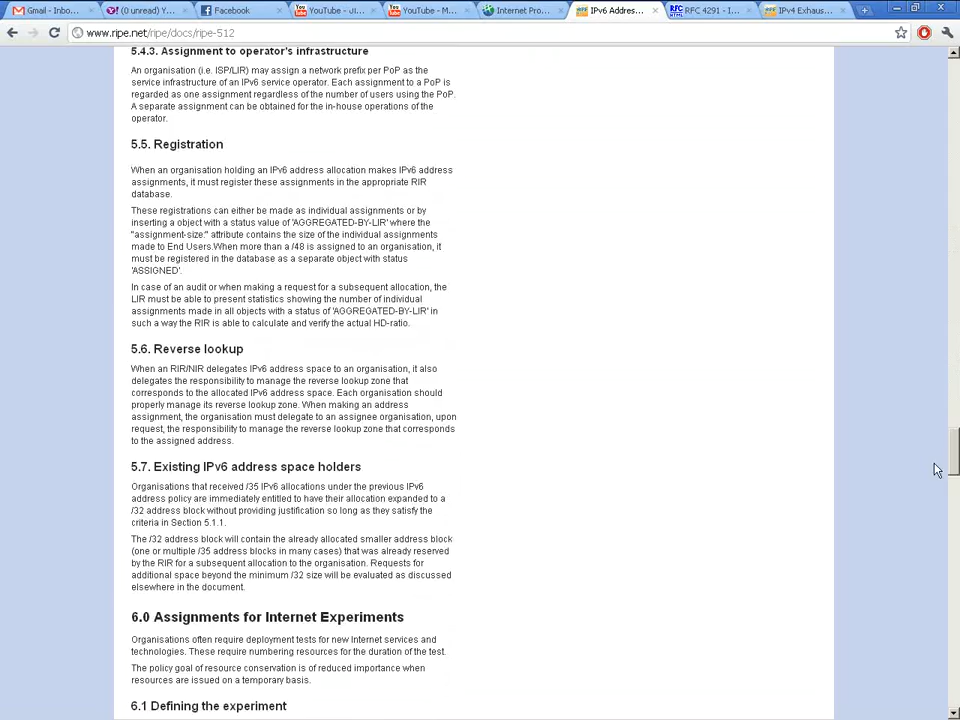 Gmail - Inbo...
(0 unread) Y...
Facebook
YouTube - JI...
YouTube - M...
Internet Pro...
IPv6 Addres...
RFC 4291 - I...
IPv4 Exhaus...
www.ripe.net/ripe/docs/ripe-512
5.4.3. Assignment to operator's infrastructure
An organisation (i.e. ISP/LIR) may assign a network prefix per PoP as the
service infrastructure of an IPv6 service operator. Each assignment to a PoP is
regarded as one assignment regardless of the number of users using the PoP.
A separate assignment can be obtained for the in-house operations of the
operator.
5.5. Registration
When an organisation holding an IPv6 address allocation makes IPv6 address
assignments, it must register these assignments in the appropriate RIR
database.
These registrations can either be made as individual assignments or by
inserting a object with a status value of 'AGGREGATED-BY-LIR' where the
"assignment-size:" attribute contains the size of the individual assignments
made to End Users.When more than a /48 is assigned to an organisation, it
must be registered in the database as a separate object with status
'ASSIGNED'.
In case of an audit or when making a request for a subsequent allocation, the
LIR must be able to present statistics showing the number of individual
assignments made in all objects with a status of 'AGGREGATED-BY-LIR' in
such a way the RIR is able to calculate and verify the actual HD-ratio.
5.6. Reverse lookup
When an RIR/NIR delegates IPv6 address space to an organisation, it also
delegates the responsibility to manage the reverse lookup zone that
corresponds to the allocated IPv6 address space. Each organisation should
properly manage its reverse lookup zone. When making an address
assignment, the organisation must delegate to an assignee organisation, upon
request, the responsibility to manage the reverse lookup zone that corresponds
to the assigned address.
5.7. Existing IPv6 address space holders
Organisations that received /35 IPv6 allocations under the previous IPv6
address policy are immediately entitled to have their allocation expanded to a
/32 address block without providing justification so long as they satisfy the
criteria in Section 5.1.1.
The /32 address block will contain the already allocated smaller address block
(one or multiple /35 address blocks in many cases) that was already reserved
by the RIR for a subsequent allocation to the organisation. Requests for
additional space beyond the minimum /32 size will be evaluated as discussed
elsewhere in the document.
6.0 Assignments for Internet Experiments
Organisations often require deployment tests for new Internet services and
technologies. These require numbering resources for the duration of the test.
The policy goal of resource conservation is of reduced importance when
resources are issued on a temporary basis.
6.1 Defining the experiment